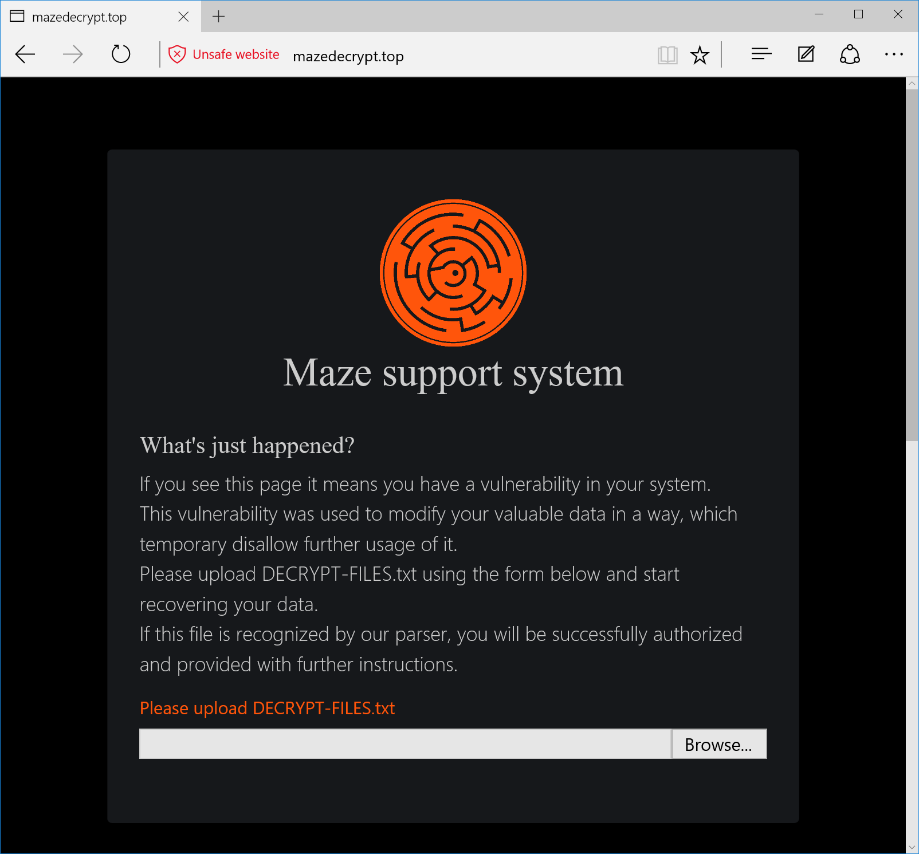 mazedecrypt.top
Unsafe website mazedecrypt.top
Maze support system
What's just happened?
If you see this page it means you have a vulnerability in your system.
This vulnerability was used to modify your valuable data in a way, which
temporary disallow further usage of it.
Please upload DECRYPT-FILES.txt using the form below and start
recovering your data.
If this file is recognized by our parser, you will be successfully authorized
and provided with further instructions.
Please upload DECRYPT-FILES.txt
Browse...